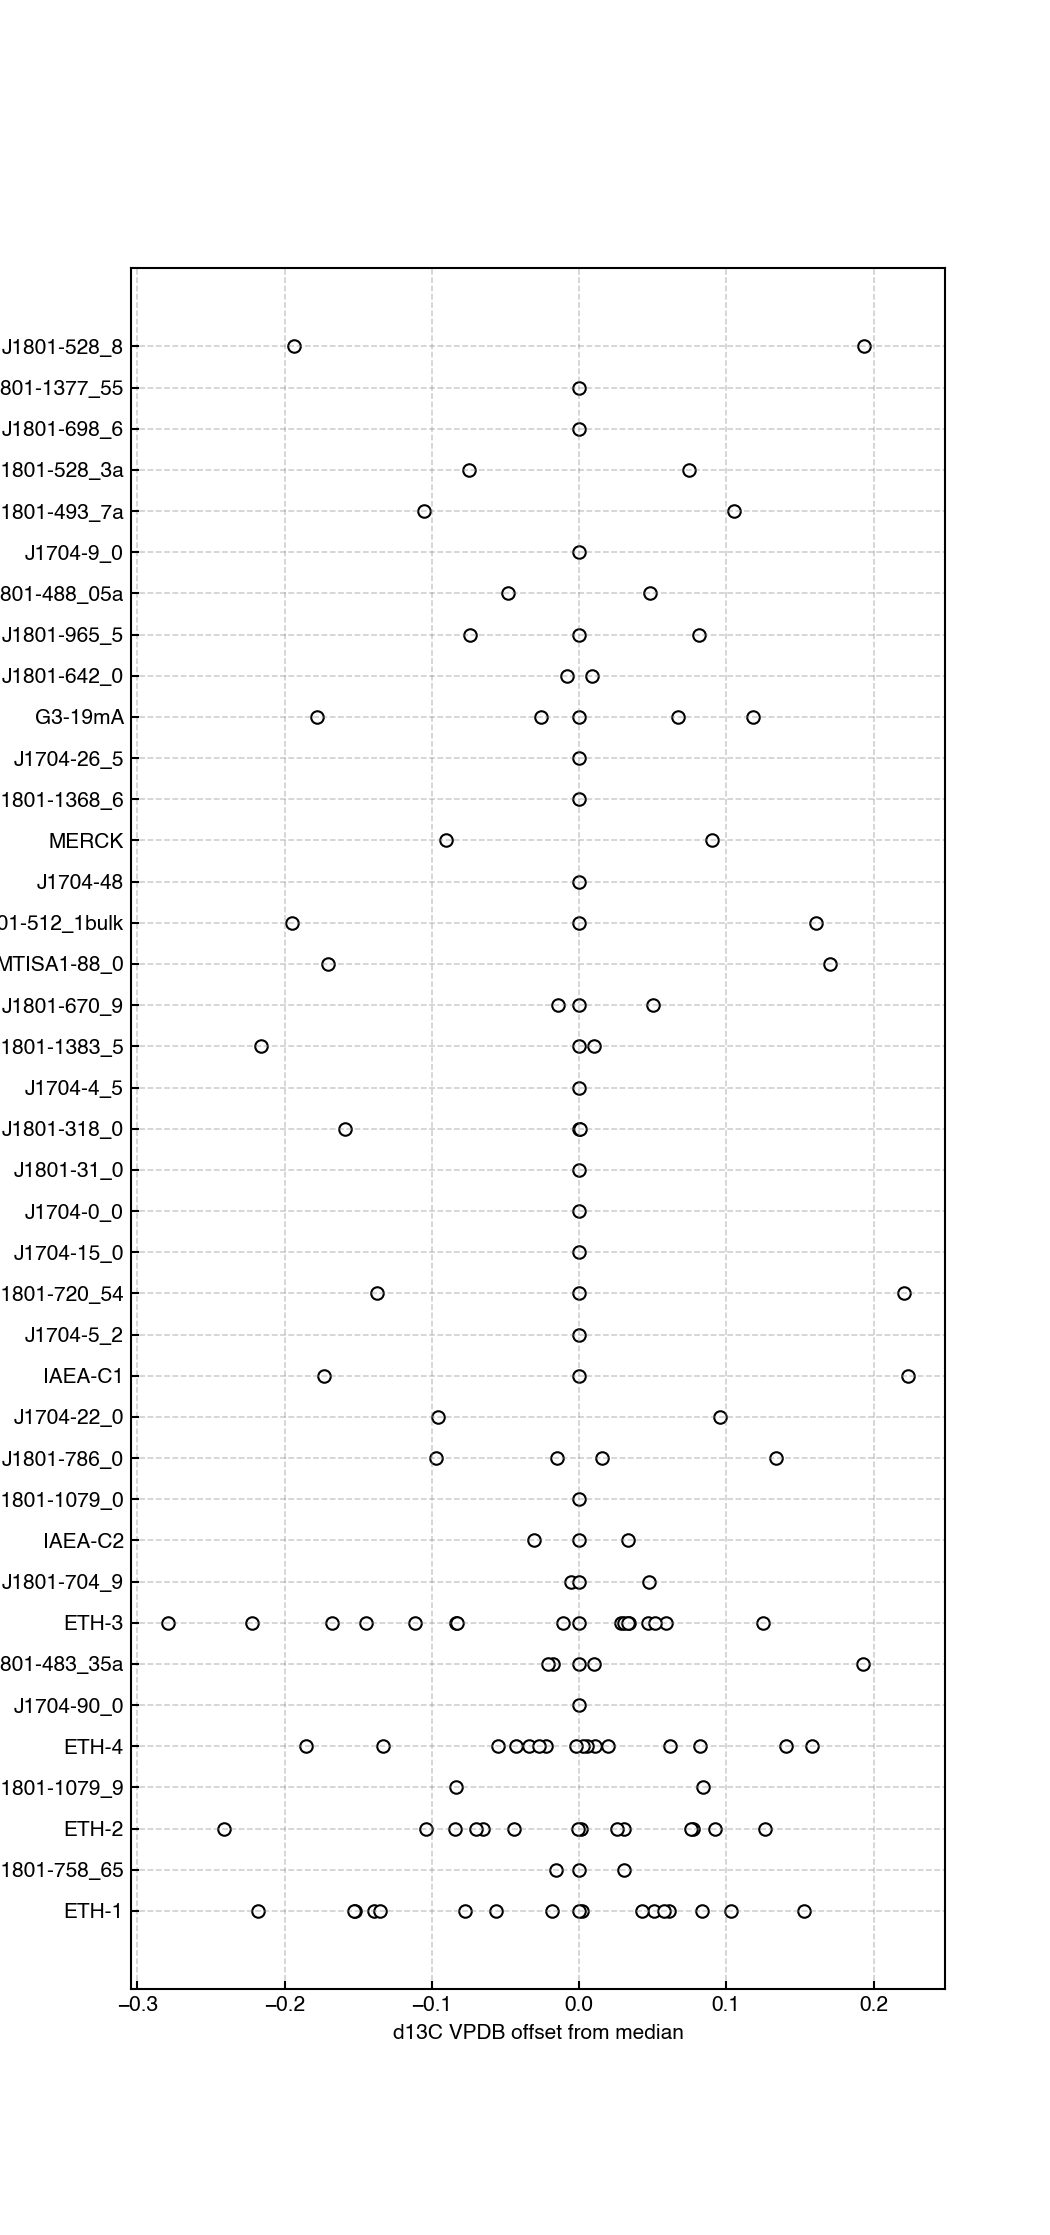 J1801-528_8
801-1377_55
J1801-698_6
1801-528_3a
1801-493_7a
J1704-9_0
801-488_05a
J1801-965_5
J1801-642_0
G3-19mA
J1704-26_5
1801-1368_6
MERCK
J1704-48
01-512_1bulk
MTISA1-88_0
J1801-670_9
1801-1383_5
J1704-4_5
J1801-318_0
J1801-31_0
J1704-0_0
J1704-15_0
1801-720_54
J1704-5_2
IAEA-C1
J1704-22_0
J1801-786_0
1801-1079_0
IAEA-C2
J1801-704_9
ETH-3
801-483_35a
J1704-90_0
ETH-4
1801-1079_9
ETH-2
1801-758_65
ETH-1
−0.3 −0.2 −0.1 0.0 0.1 0.2
d13C VPDB offset from median